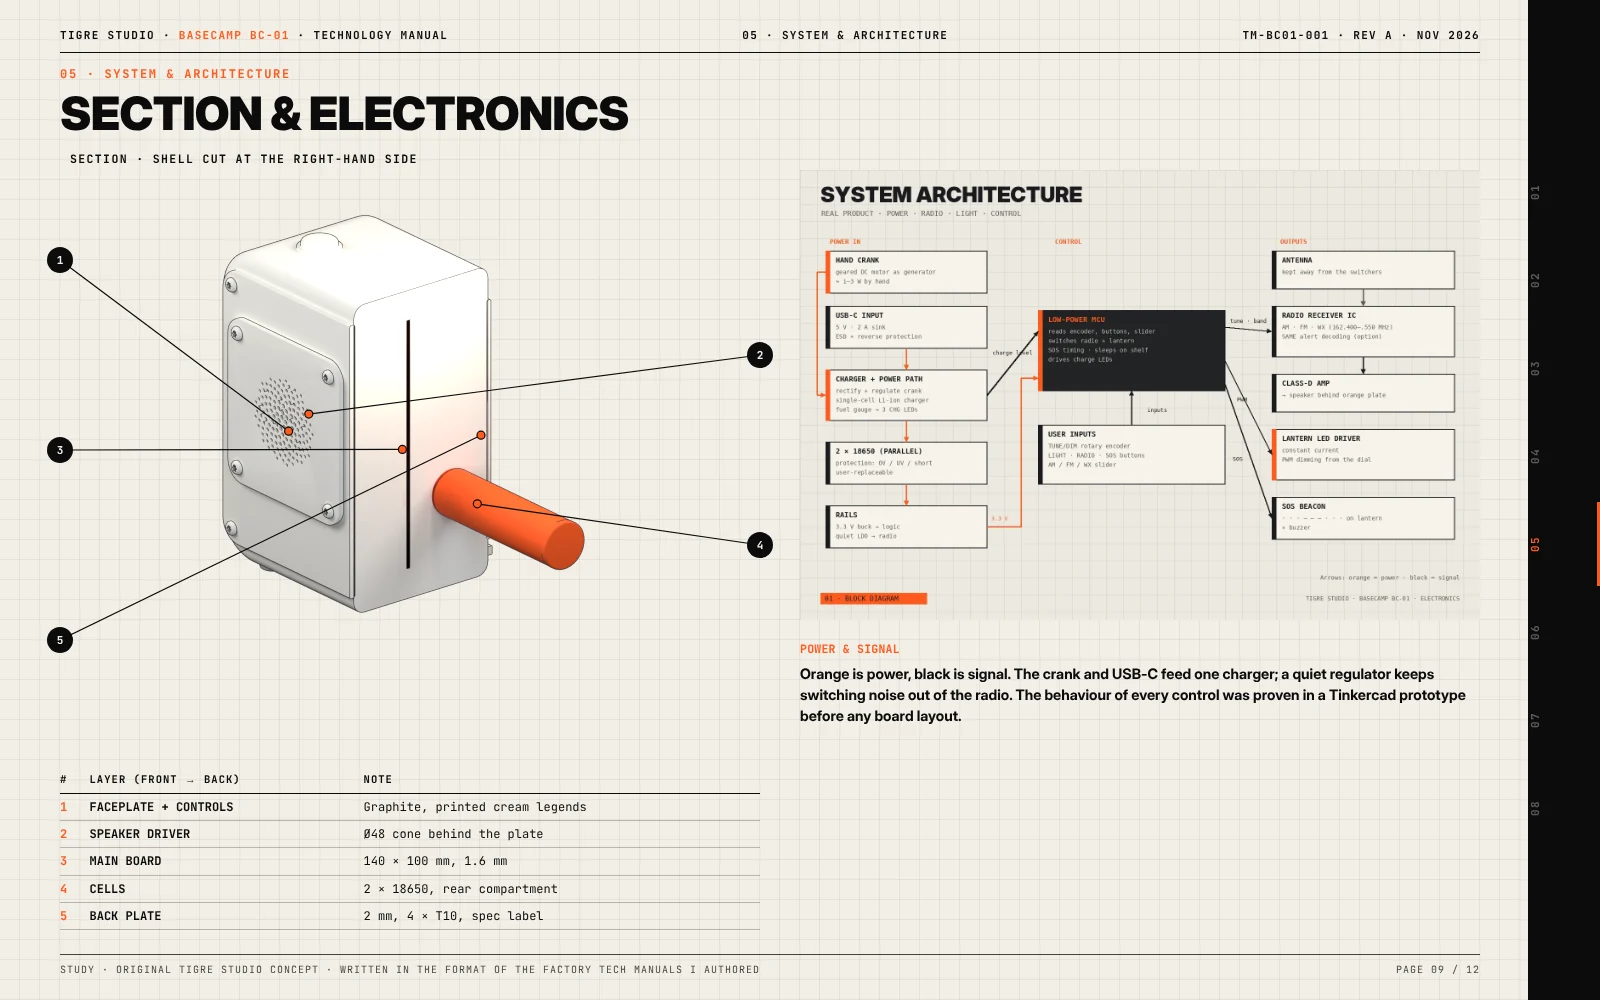 TIGRE STUDIO · BASECAMP BC-01 · TECHNOLOGY MANUAL
05 · SYSTEM & ARCHITECTURE
TM-BC01-001 · REV A · NOV 2026
05 · SYSTEM & ARCHITECTURE
SECTION & ELECTRONICS
SECTION · SHELL CUT AT THE RIGHT-HAND SIDE
1
2
3
4
5
SYSTEM ARCHITECTURE
REAL PRODUCT · POWER · RADIO · LIGHT · CONTROL
POWER IN
CONTROL
OUTPUTS
HAND CRANK
geared DC motor as generator
≈ 1–3 W by hand
USB-C INPUT
5 V · 2 A sink
ESD + reverse protection
CHARGER + POWER PATH
rectify + regulate crank
single-cell Li-ion charger
fuel gauge → 3 CHG LEDs
2 × 18650 (PARALLEL)
protection: OV / UV / short
user-replaceable
RAILS
3.3 V buck → logic
quiet LDO → radio
charge level
3.3 V
LOW-POWER MCU
reads encoder, buttons, slider
switches radio ↔ lantern
SOS timing · sleeps on shelf
drives charge LEDs
inputs
USER INPUTS
TUNE/DIM rotary encoder
LIGHT · RADIO · SOS buttons
AM / FM / WX slider
tune · band
PWM
SOS
ANTENNA
kept away from the switchers
RADIO RECEIVER IC
AM · FM · WX (162.400–.550 MHz)
SAME alert decoding (option)
CLASS-D AMP
→ speaker behind orange plate
LANTERN LED DRIVER
constant current
PWM dimming from the dial
SOS BEACON
· · · – – – · · · on lantern
+ buzzer
Arrows: orange = power · black = signal
01 · BLOCK DIAGRAM
TIGRE STUDIO · BASECAMP BC-01 · ELECTRONICS
POWER & SIGNAL
Orange is power, black is signal. The crank and USB-C feed one charger; a quiet regulator keeps
switching noise out of the radio. The behaviour of every control was proven in a Tinkercad prototype
before any board layout.
# LAYER (FRONT → BACK) NOTE
1 FACEPLATE + CONTROLS Graphite, printed cream legends
2 SPEAKER DRIVER Ø48 cone behind the plate
3 MAIN BOARD 140 × 100 mm, 1.6 mm
4 CELLS 2 × 18650, rear compartment
5 BACK PLATE 2 mm, 4 × T10, spec label
STUDY · ORIGINAL TIGRE STUDIO CONCEPT · WRITTEN IN THE FORMAT OF THE FACTORY TECH MANUALS I AUTHORED
PAGE 09 / 12
01
02
03
04
05
06
07
08